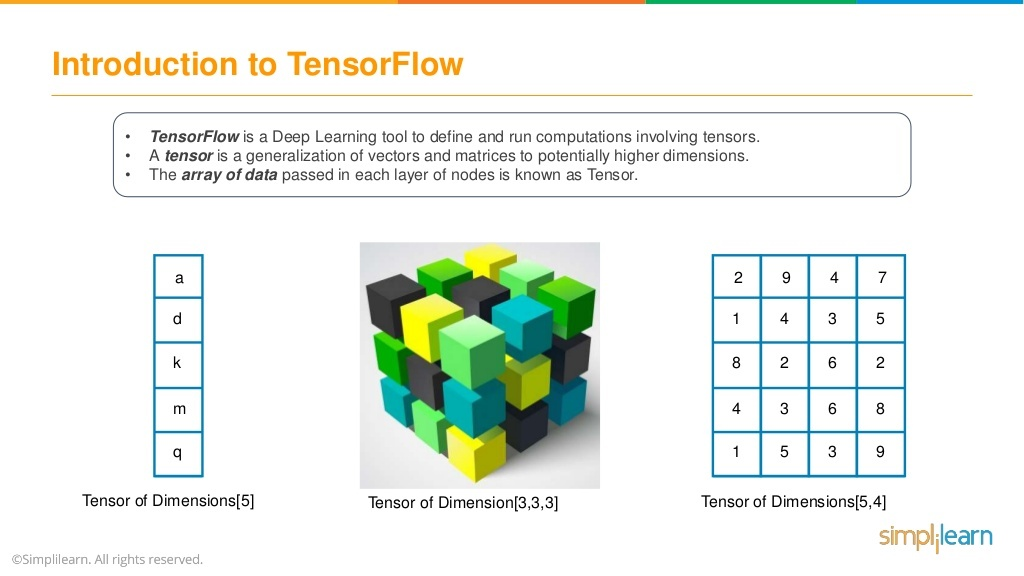 Introduction to TensorFlow
• TensorFlow is a Deep Learning tool to define and run computations involving tensors.
• A tensor is a generalization of vectors and matrices to potentially higher dimensions.
• The array of data passed in each layer of nodes is known as Tensor.
a
d
k
m
q
Tensor of Dimensions[5]
Tensor of Dimension[3,3,3]
2 9 4 7
1 4 3 5
8 2 6 2
4 3 6 8
1 5 3 9
Tensor of Dimensions[5,4]
simplilearn
©Simplilearn. All rights reserved.